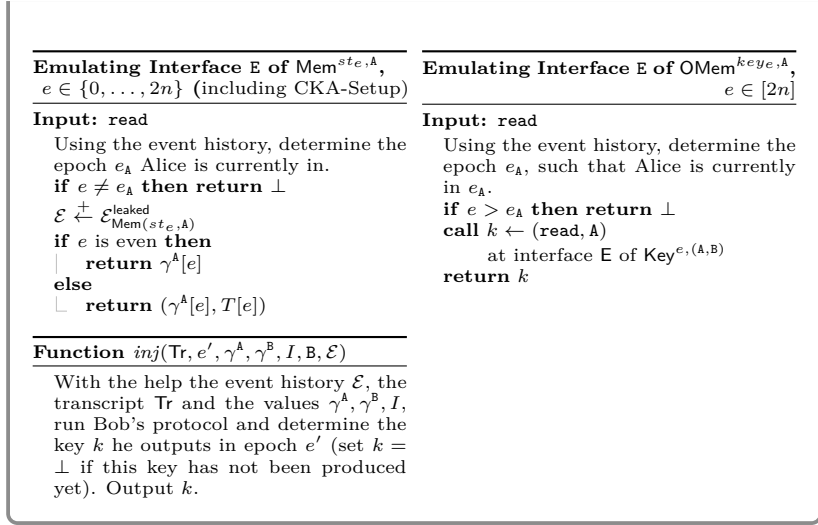 Emulating Interface E of Mem^{st_e,A},
e ∈ {0, . . . , 2n} (including CKA-Setup)
Input: read
Using the event history, determine the
epoch e_A Alice is currently in.
if e ≠ e_A then return ⊥
ℰ ←^+ ℰ^{leaked}_{Mem(st_e,A)}
if e is even then
return γ^A[e]
else
return (γ^A[e], T[e])
Function inj(Tr, e′, γ^A, γ^B, I, B, ℰ)
With the help the event history ℰ, the
transcript Tr and the values γ^A, γ^B, I,
run Bob's protocol and determine the
key k he outputs in epoch e′ (set k =
⊥ if this key has not been produced
yet). Output k.
Emulating Interface E of OMem^{key_e,A},
e ∈ [2n]
Input: read
Using the event history, determine the
epoch e_A, such that Alice is currently
in e_A.
if e > e_A then return ⊥
call k ← (read, A)
at interface E of Key^{e,(A,B)}
return k